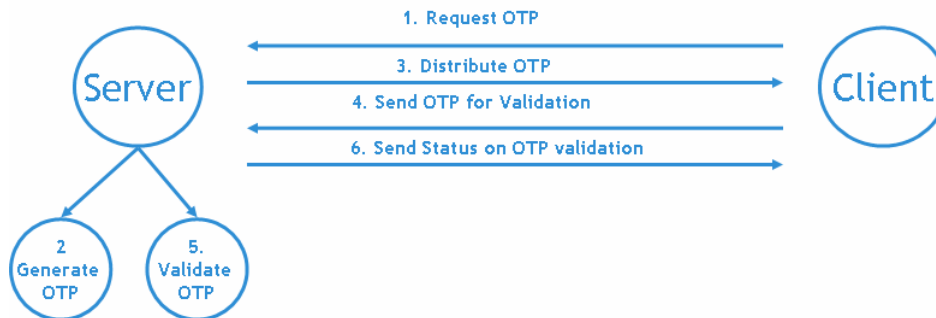 1. Request OTP
Server
3. Distribute OTP
Client
4. Send OTP for Validation
6. Send Status on OTP validation
2
Generate
OTP
5.
Validate
OTP